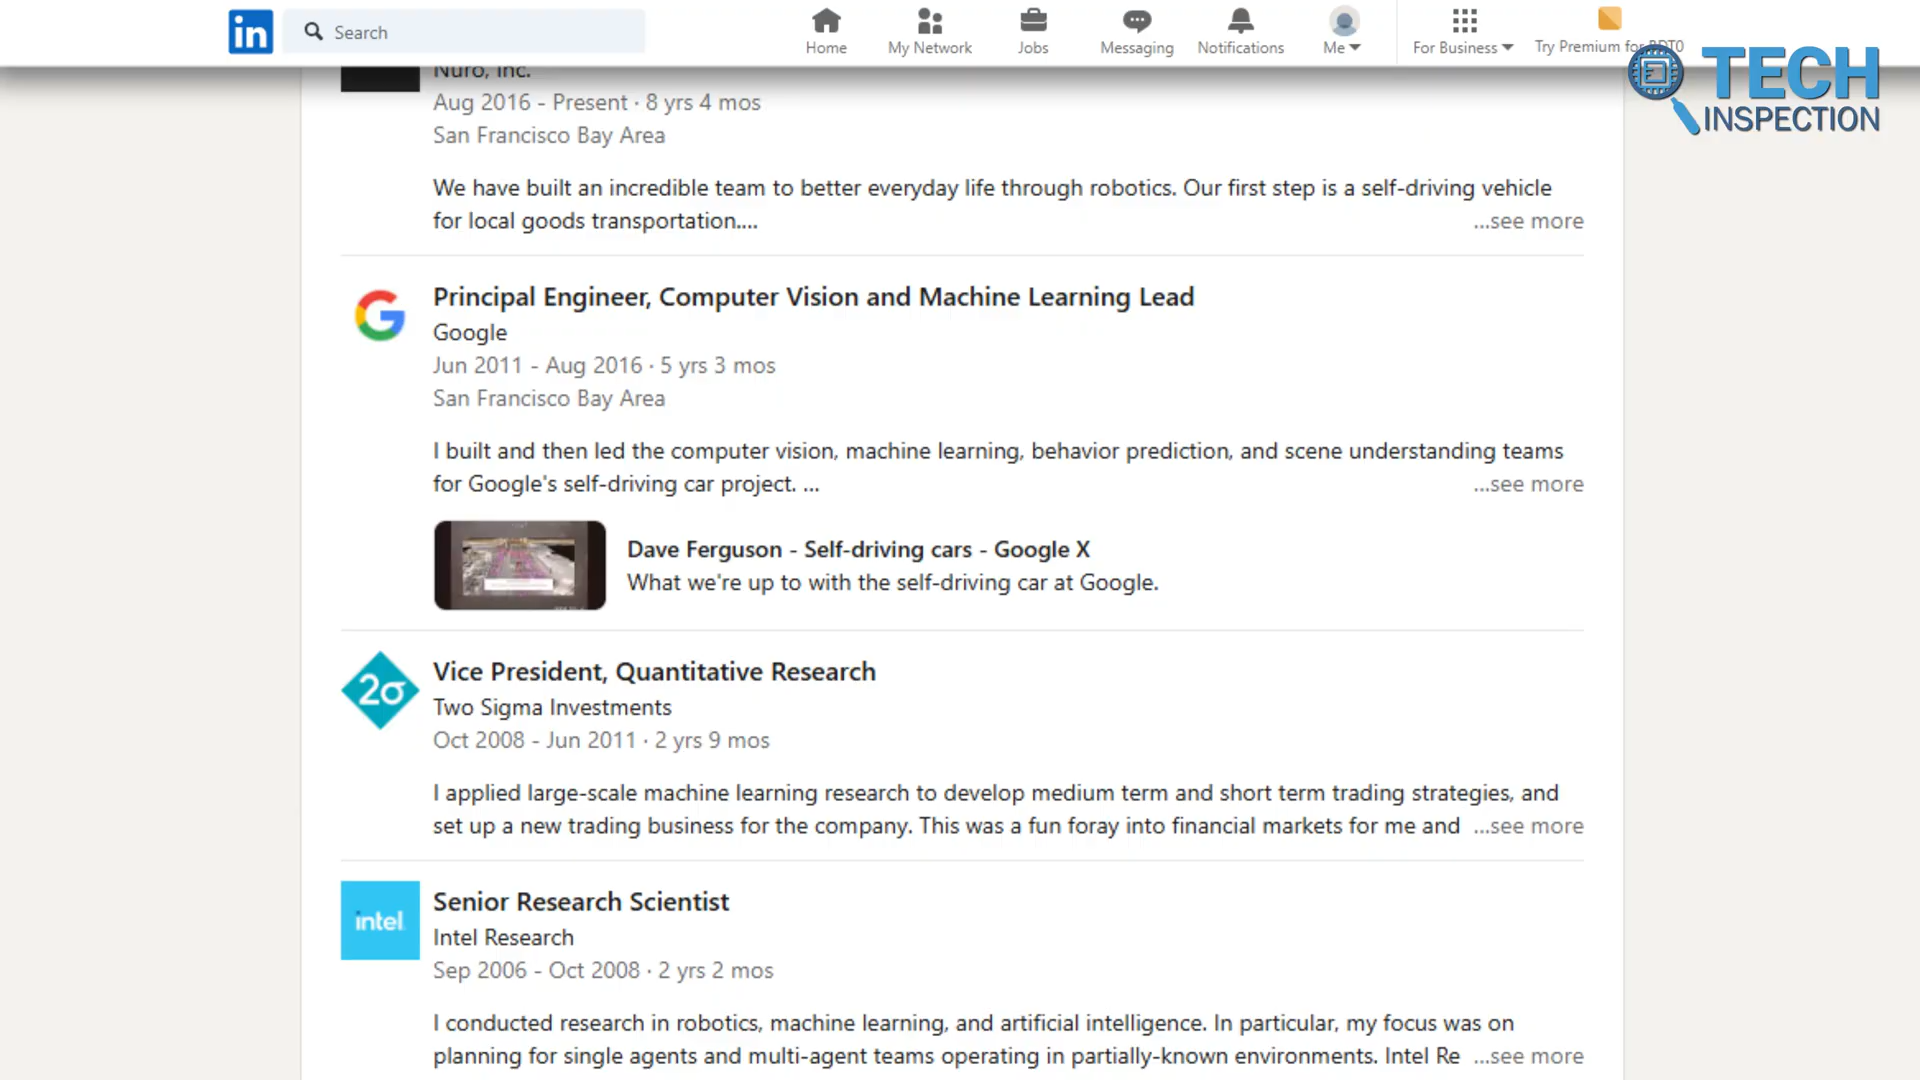 in
Search
Home
My Network
Jobs
Messaging
Notifications
Me
For Business
Try Premium for
TECH
INSPECTION
Nuro, Inc.
Aug 2016 - Present · 8 yrs 4 mos
San Francisco Bay Area
We have built an incredible team to better everyday life through robotics. Our first step is a self-driving vehicle
for local goods transportation....
...see more
Principal Engineer, Computer Vision and Machine Learning Lead
Google
Jun 2011 - Aug 2016 · 5 yrs 3 mos
San Francisco Bay Area
I built and then led the computer vision, machine learning, behavior prediction, and scene understanding teams
for Google's self-driving car project. ...
...see more
Dave Ferguson - Self-driving cars - Google X
What we're up to with the self-driving car at Google.
2σ
Vice President, Quantitative Research
Two Sigma Investments
Oct 2008 - Jun 2011 · 2 yrs 9 mos
I applied large-scale machine learning research to develop medium term and short term trading strategies, and
set up a new trading business for the company. This was a fun foray into financial markets for me and ...see more
intel
Senior Research Scientist
Intel Research
Sep 2006 - Oct 2008 · 2 yrs 2 mos
I conducted research in robotics, machine learning, and artificial intelligence. In particular, my focus was on
planning for single agents and multi-agent teams operating in partially-known environments. Intel Re ...see more